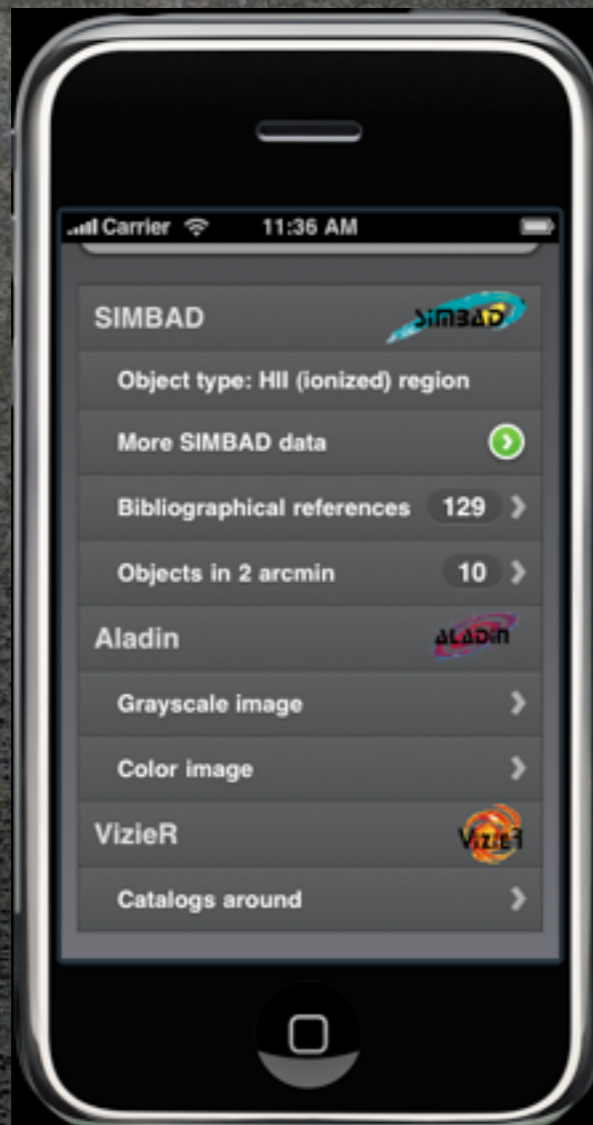 Carrier 11:36 AM
SIMBAD SIMBAD
Object type: HII (ionized) region
More SIMBAD data
Bibliographical references 129
Objects in 2 arcmin 10
Aladin ALADIN
Grayscale image
Color image
VizieR VizieR
Catalogs around